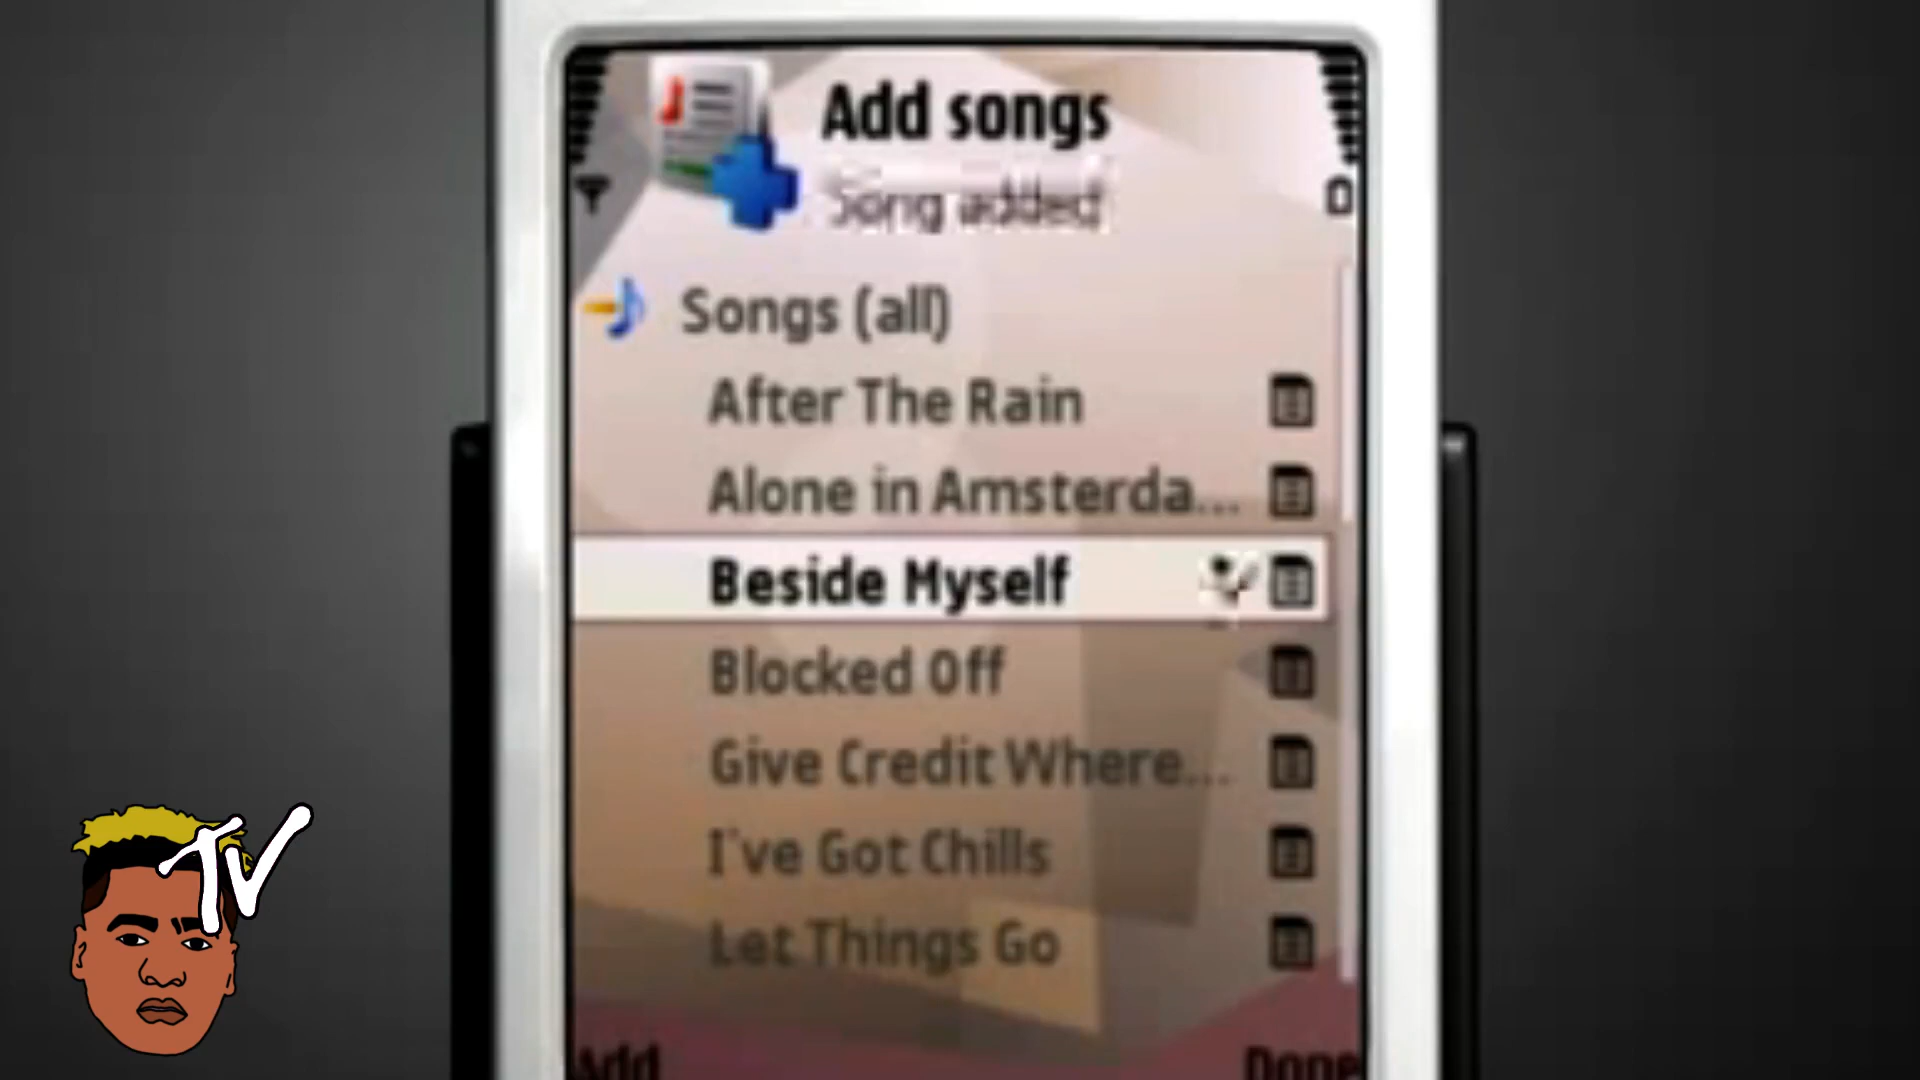 Add songs
Song added
Songs (all)
After The Rain
Alone in Amsterda...
Beside Myself
Blocked Off
Give Credit Where...
I've Got Chills
Let Things Go
Add
Done
TV